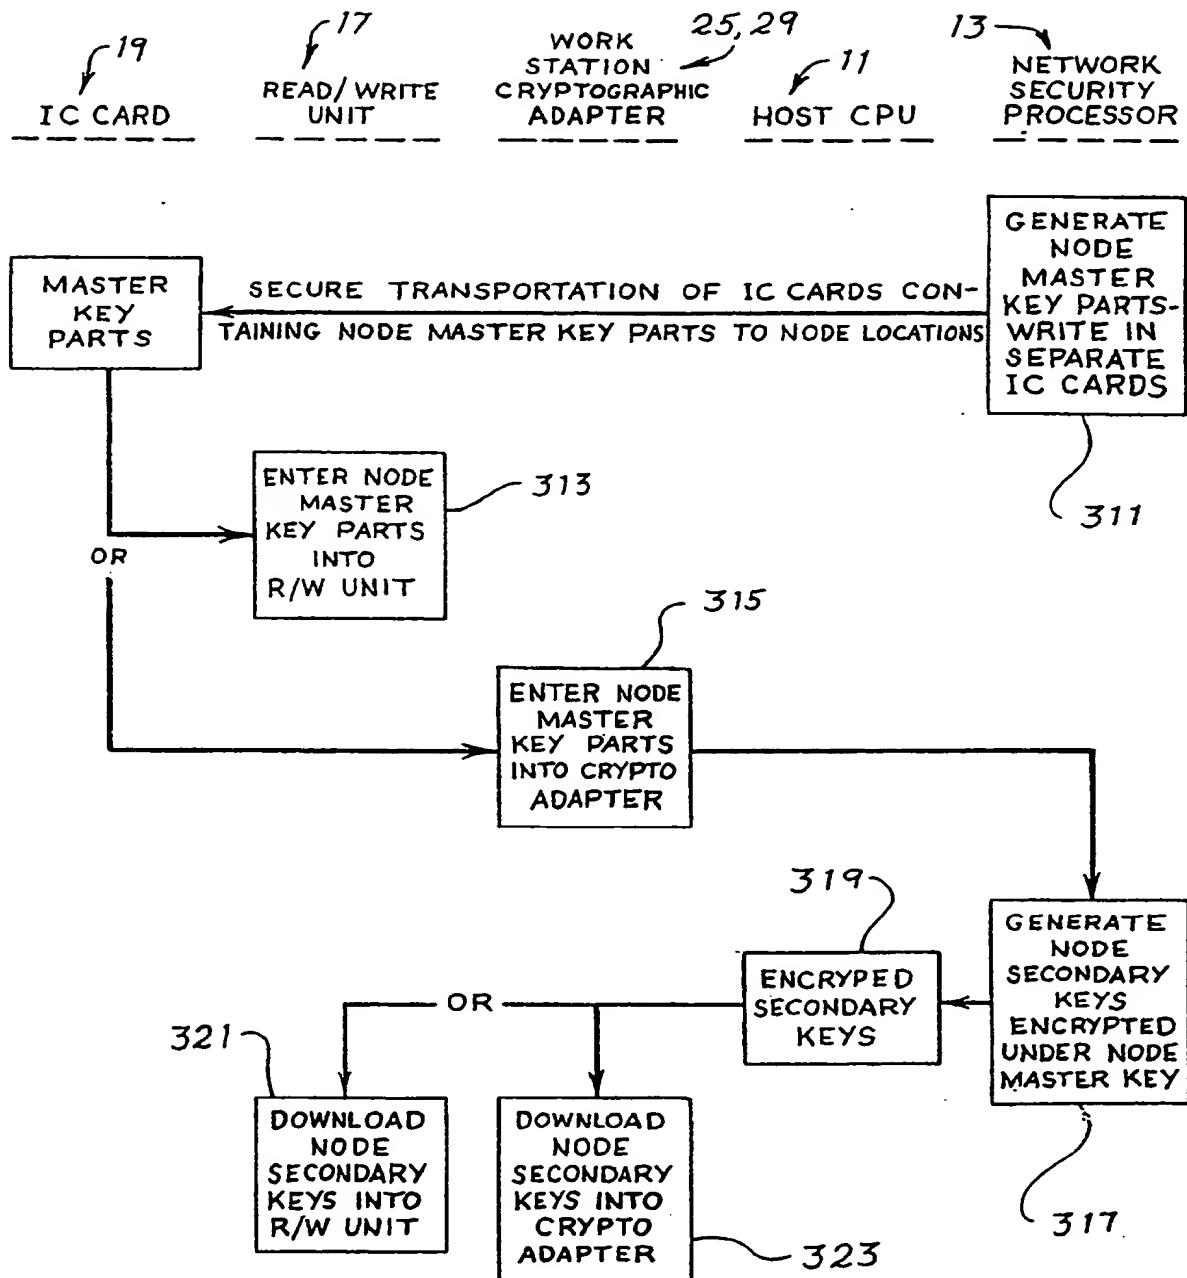 19
IC CARD
17
READ/WRITE
UNIT
25, 29
WORK
STATION
CRYPTOGRAPHIC
ADAPTER
11
HOST CPU
13
NETWORK
SECURITY
PROCESSOR
GENERATE
NODE
MASTER
KEY PARTS-
WRITE IN
SEPARATE
IC CARDS
311
SECURE TRANSPORTATION OF IC CARDS CON-
TAINING NODE MASTER KEY PARTS TO NODE LOCATIONS
MASTER
KEY
PARTS
OR
ENTER NODE
MASTER
KEY PARTS
INTO
R/W UNIT
313
315
ENTER NODE
MASTER
KEY PARTS
INTO CRYPTO
ADAPTER
GENERATE
NODE
SECONDARY
KEYS
ENCRYPTED
UNDER NODE
MASTER KEY
317
319
ENCRYPED
SECONDARY
KEYS
OR
321
DOWNLOAD
NODE
SECONDARY
KEYS INTO
R/W UNIT
DOWNLOAD
NODE
SECONDARY
KEYS INTO
CRYPTO
ADAPTER
323